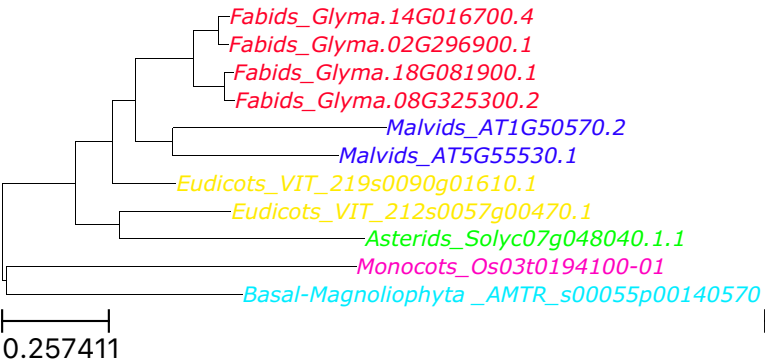 Fabids_Glyma.14G016700.4
Fabids_Glyma.02G296900.1
Fabids_Glyma.18G081900.1
Fabids_Glyma.08G325300.2
Malvids_AT1G50570.2
Malvids_AT5G55530.1
Eudicots_VIT_219s0090g01610.1
Eudicots_VIT_212s0057g00470.1
Asterids_Solyc07g048040.1.1
Monocots_Os03t0194100-01
Basal-Magnoliophyta _AMTR_s00055p00140570
0.257411